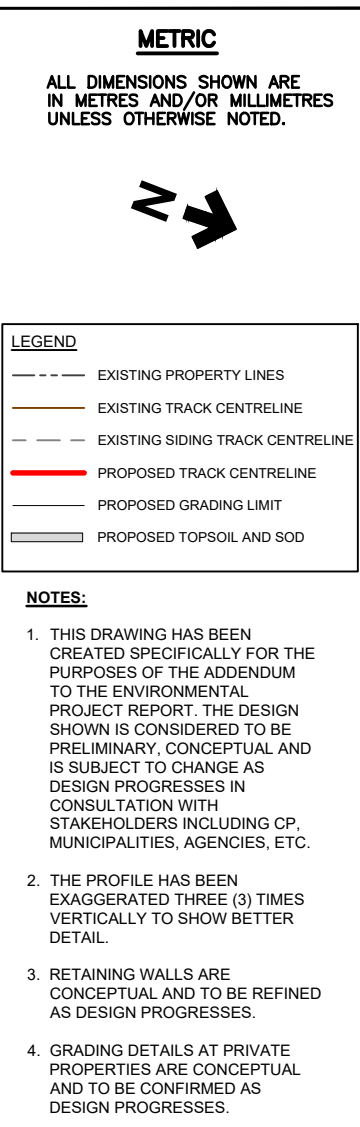 METRIC
ALL DIMENSIONS SHOWN ARE
IN METRES AND/OR MILLIMETRES
UNLESS OTHERWISE NOTED.
N
LEGEND
EXISTING PROPERTY LINES
EXISTING TRACK CENTRELINE
EXISTING SIDING TRACK CENTRELINE
PROPOSED TRACK CENTRELINE
PROPOSED GRADING LIMIT
PROPOSED TOPSOIL AND SOD
NOTES:
1. THIS DRAWING HAS BEEN
CREATED SPECIFICALLY FOR THE
PURPOSES OF THE ADDENDUM
TO THE ENVIRONMENTAL
PROJECT REPORT. THE DESIGN
SHOWN IS CONSIDERED TO BE
PRELIMINARY, CONCEPTUAL AND
IS SUBJECT TO CHANGE AS
DESIGN PROGRESSES IN
CONSULTATION WITH
STAKEHOLDERS INCLUDING CP,
MUNICIPALITIES, AGENCIES, ETC.
2. THE PROFILE HAS BEEN
EXAGGERATED THREE (3) TIMES
VERTICALLY TO SHOW BETTER
DETAIL.
3. RETAINING WALLS ARE
CONCEPTUAL AND TO BE REFINED
AS DESIGN PROGRESSES.
4. GRADING DETAILS AT PRIVATE
PROPERTIES ARE CONCEPTUAL
AND TO BE CONFIRMED AS
DESIGN PROGRESSES.